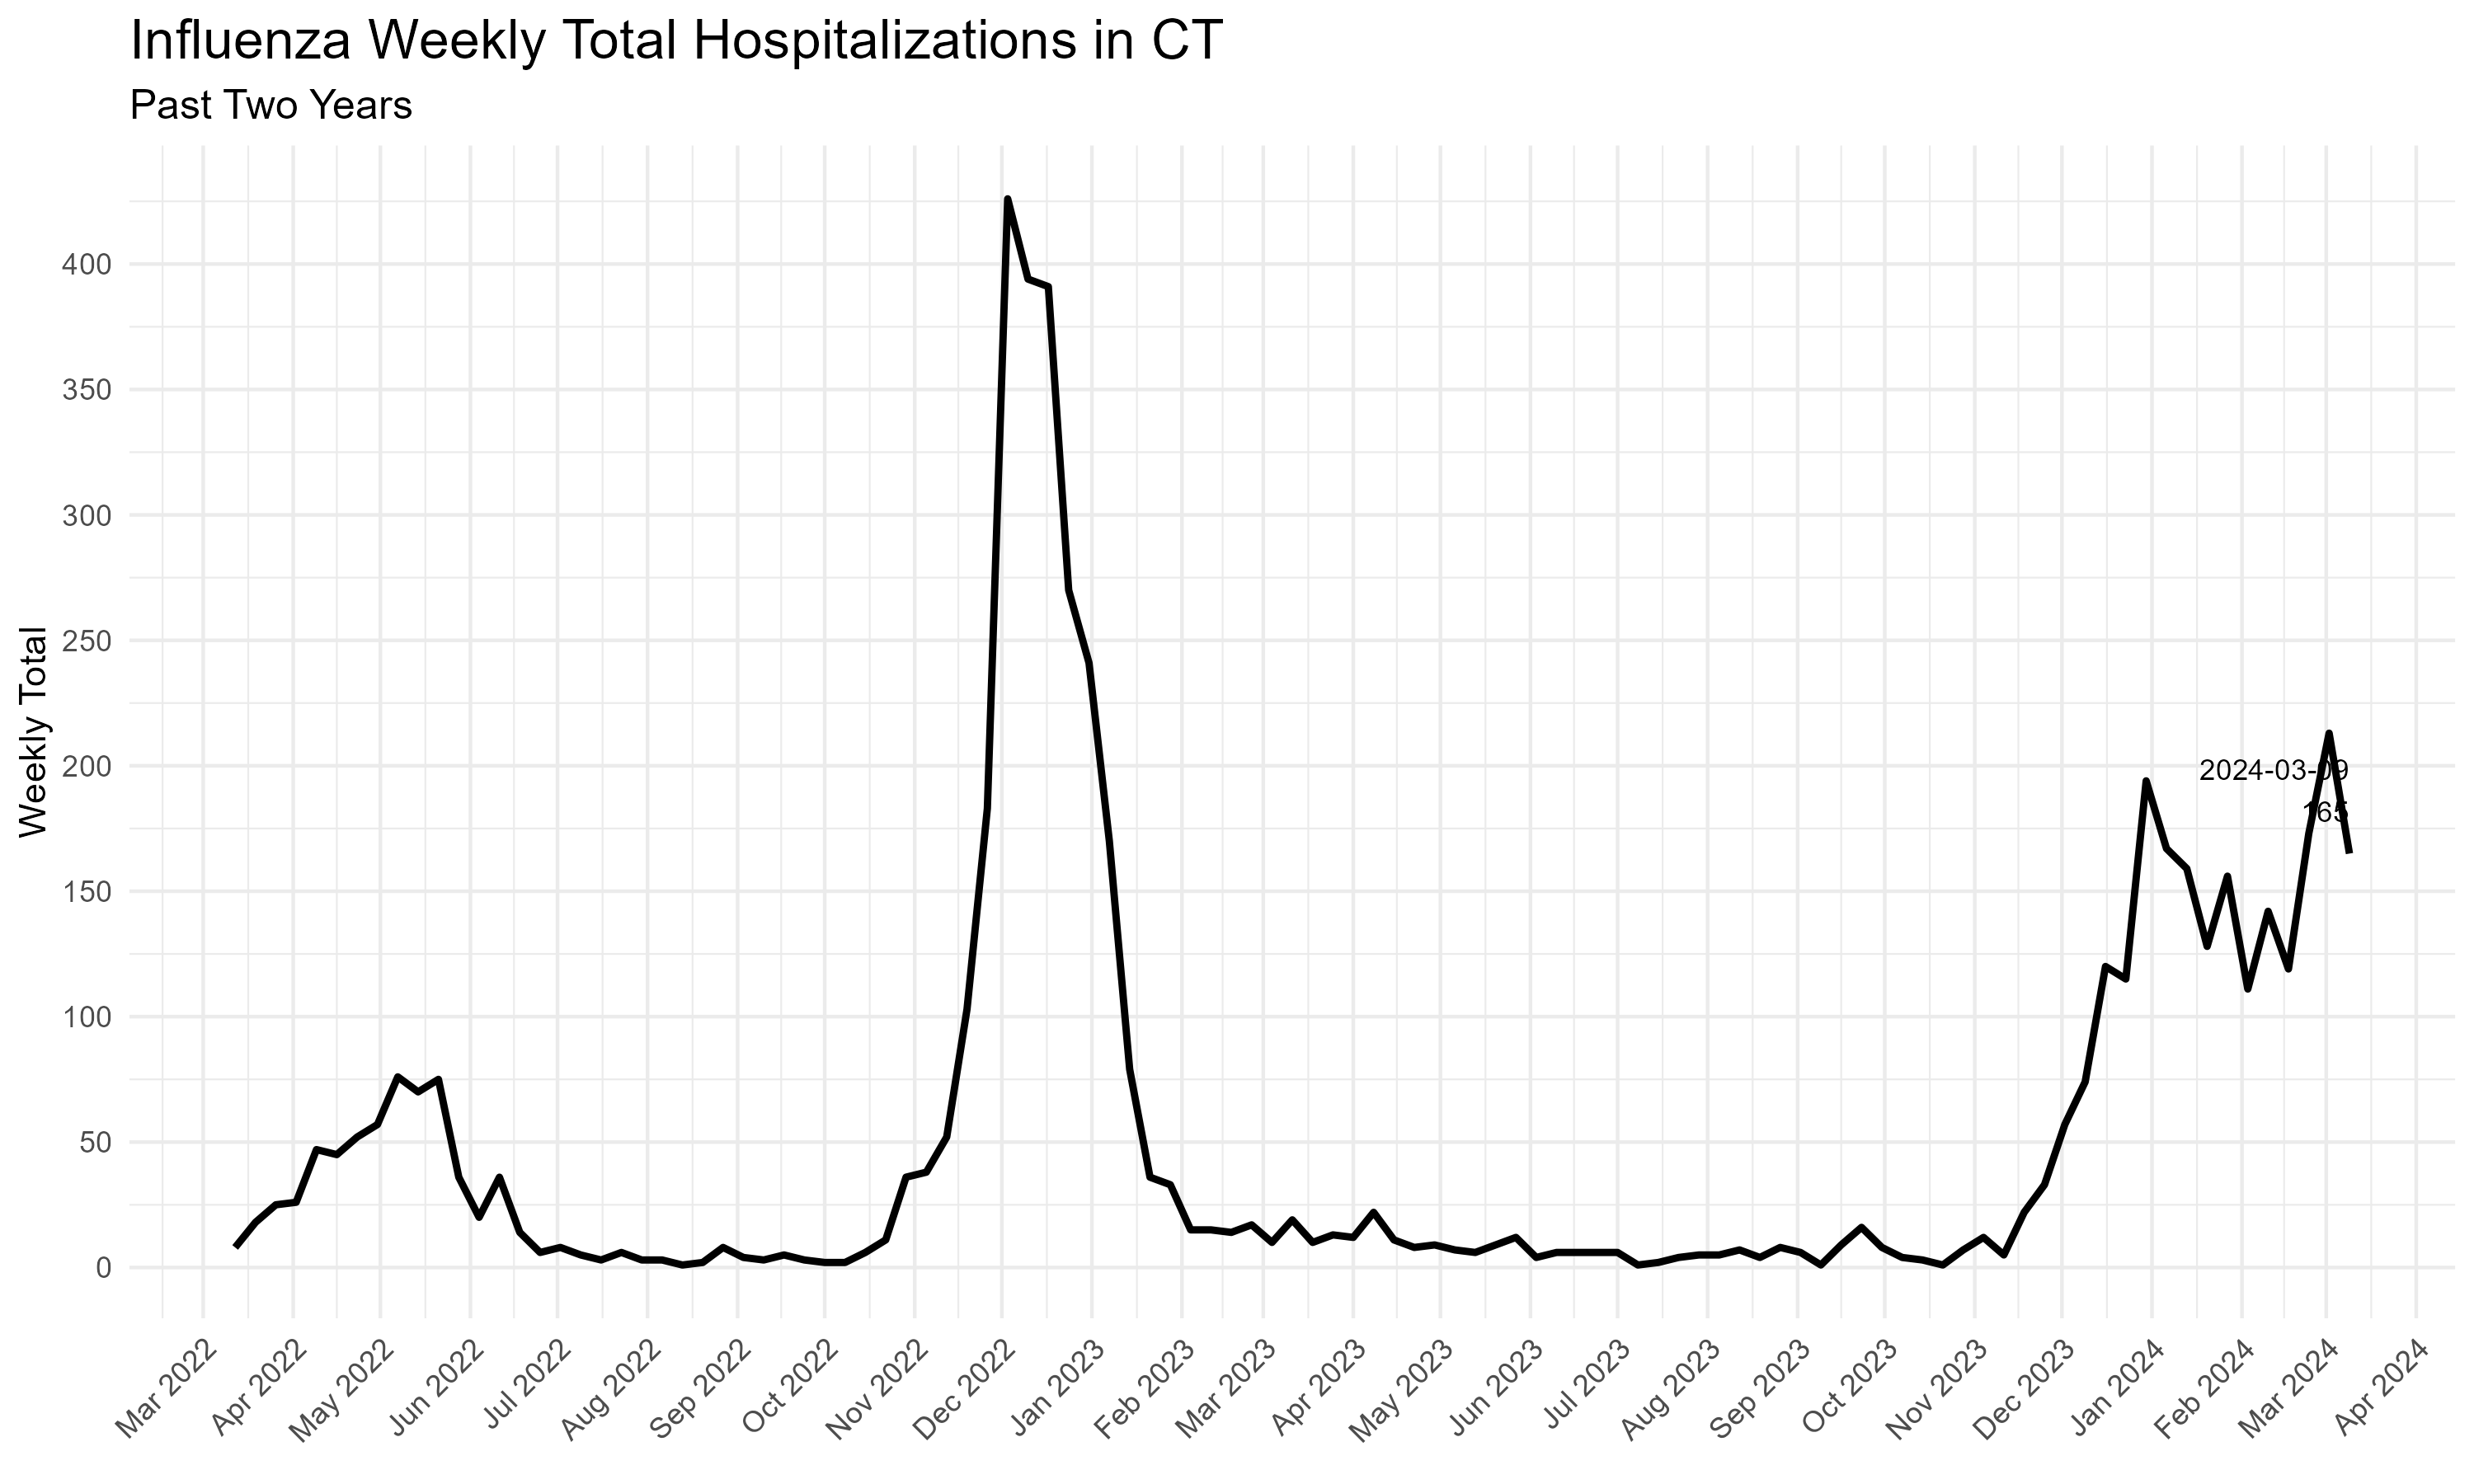 Influenza Weekly Total Hospitalizations in CT
Past Two Years
Weekly Total
400
350
300
250
200
150
100
50
0
2024-03-09
165
Mar 2022
Apr 2022
May 2022
Jun 2022
Jul 2022
Aug 2022
Sep 2022
Oct 2022
Nov 2022
Dec 2022
Jan 2023
Feb 2023
Mar 2023
Apr 2023
May 2023
Jun 2023
Jul 2023
Aug 2023
Sep 2023
Oct 2023
Nov 2023
Dec 2023
Jan 2024
Feb 2024
Mar 2024
Apr 2024